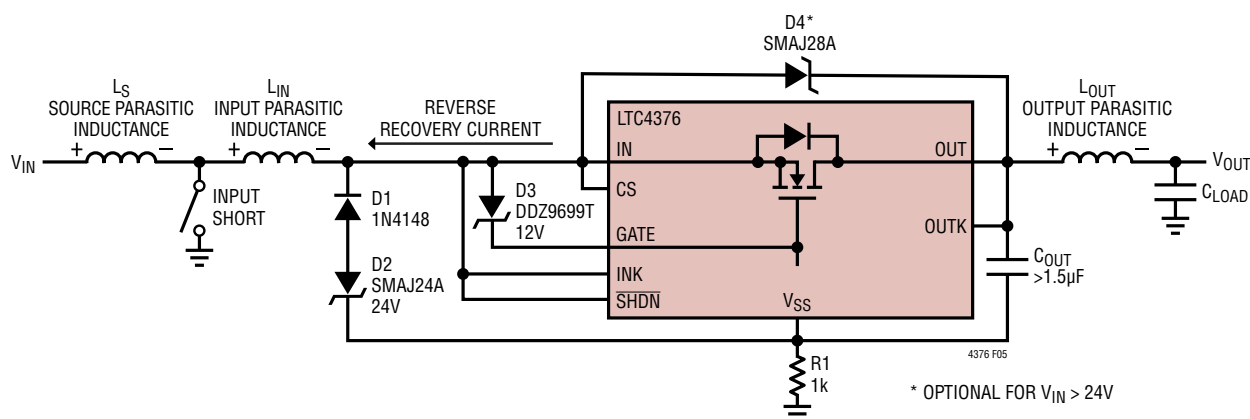 D4*
SMAJ28A
L_S
SOURCE PARASITIC
INDUCTANCE
+ −
L_IN
INPUT PARASITIC
INDUCTANCE
+ −
REVERSE
RECOVERY CURRENT
L_OUT
OUTPUT PARASITIC
INDUCTANCE
+ −
V_IN
V_OUT
LTC4376
IN
OUT
CS
OUTK
GATE
INK
S̅H̅D̅N̅
V_SS
INPUT
SHORT
D1
1N4148
D2
SMAJ24A
24V
D3
DDZ9699T
12V
C_LOAD
C_OUT
>1.5µF
4376 F05
R1
1k
* OPTIONAL FOR V_IN > 24V